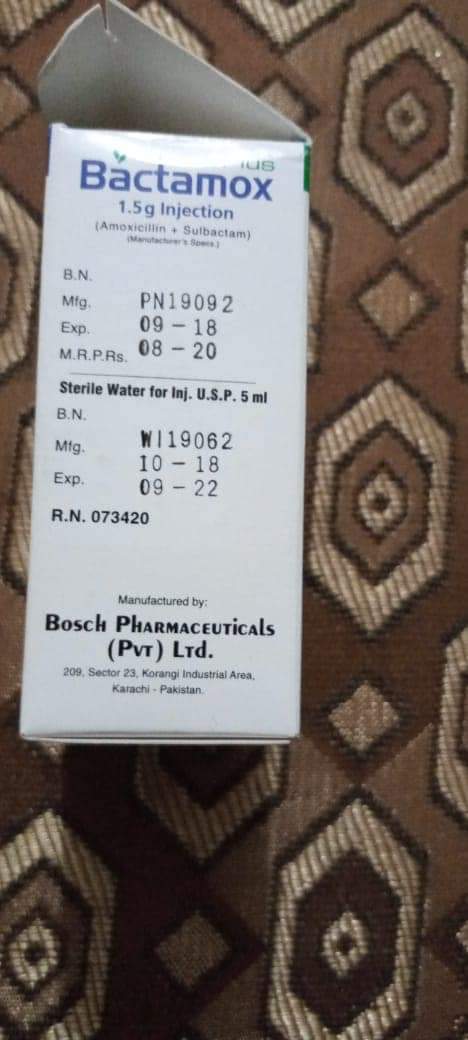 Bactamox
1.5g Injection
(Amoxicillin + Sulbactam)
(Manufacturer's Specs.)
B.N.
Mfg. PN19092
Exp. 09 - 18
M.R.P.Rs. 08 - 20
Sterile Water for Inj. U.S.P. 5 ml
B.N.
Mfg. WI19062
10 - 18
Exp. 09 - 22
R.N. 073420
Manufactured by:
Bosch Pharmaceuticals
(Pvt) Ltd.
209, Sector 23, Korangi Industrial Area,
Karachi - Pakistan.